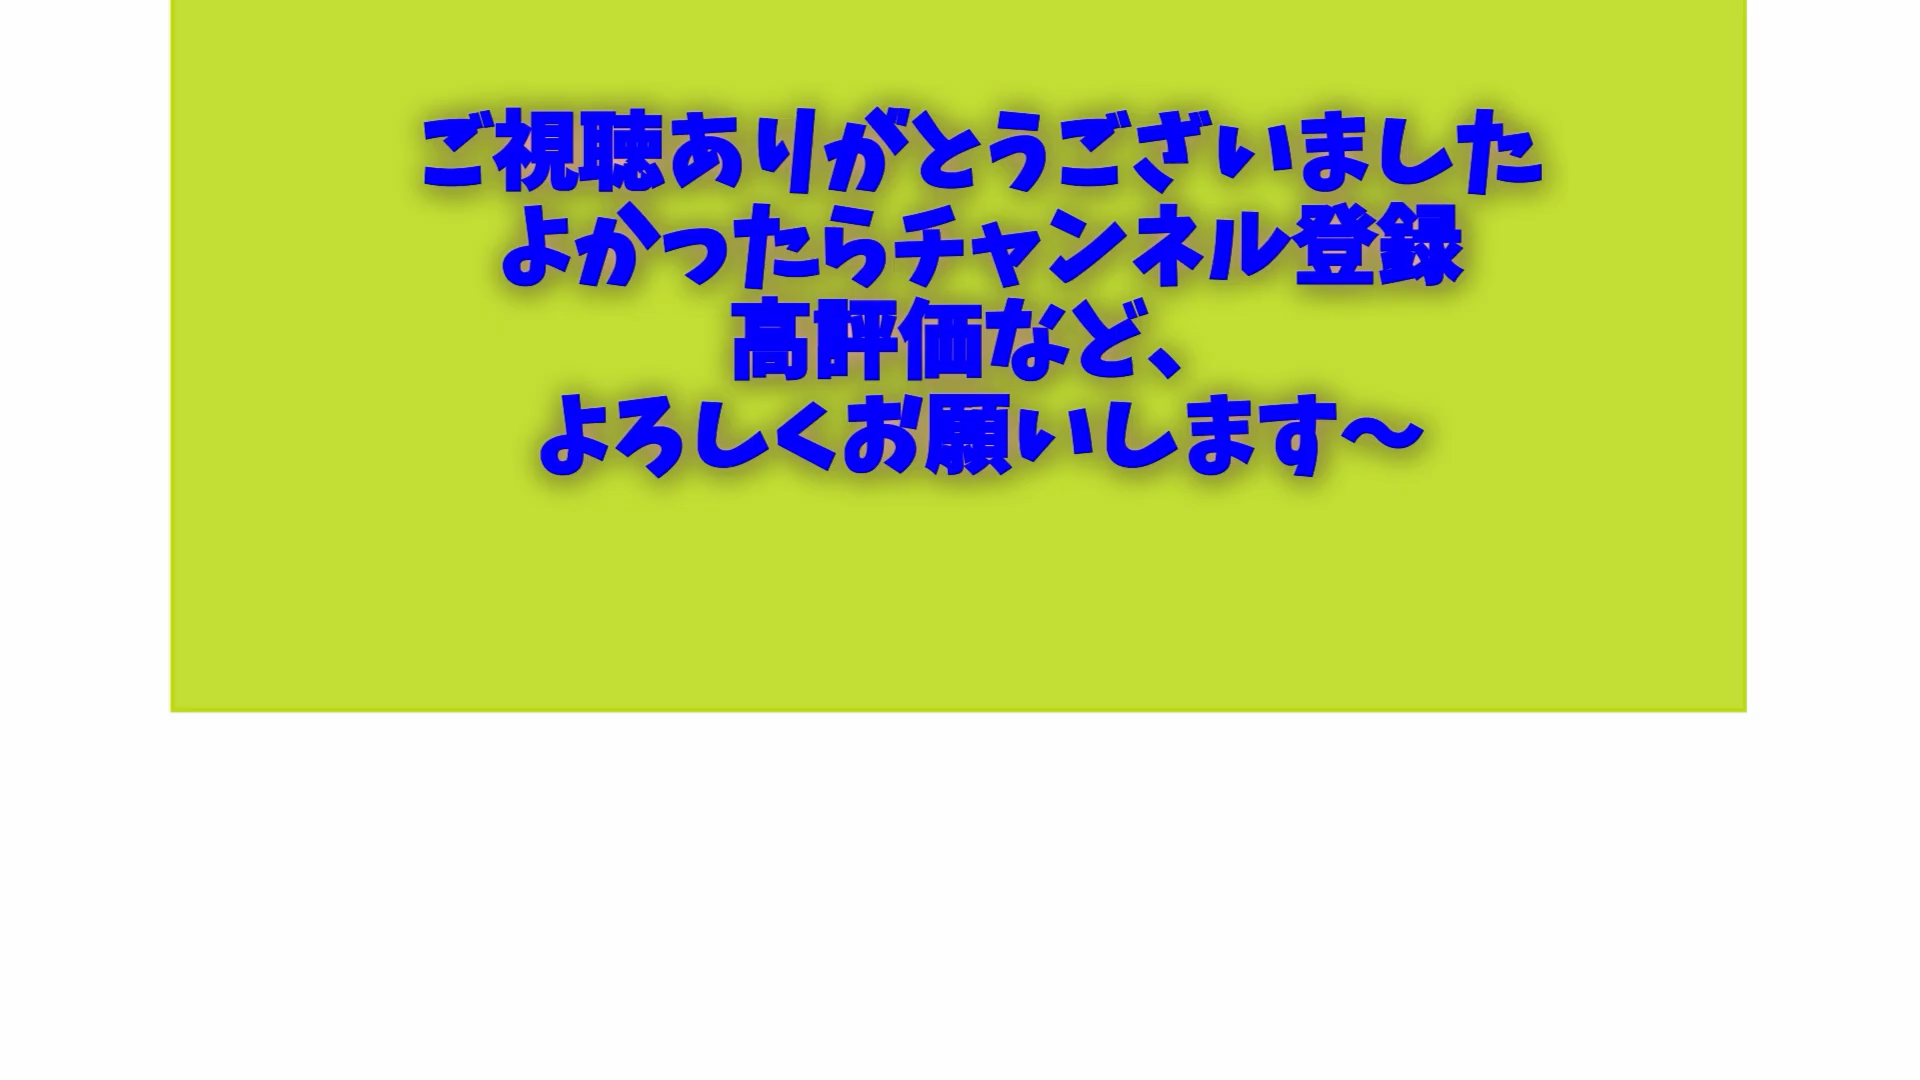 ご視聴ありがとうございました
よかったらチャンネル登録
高評価など、
よろしくお願いします～